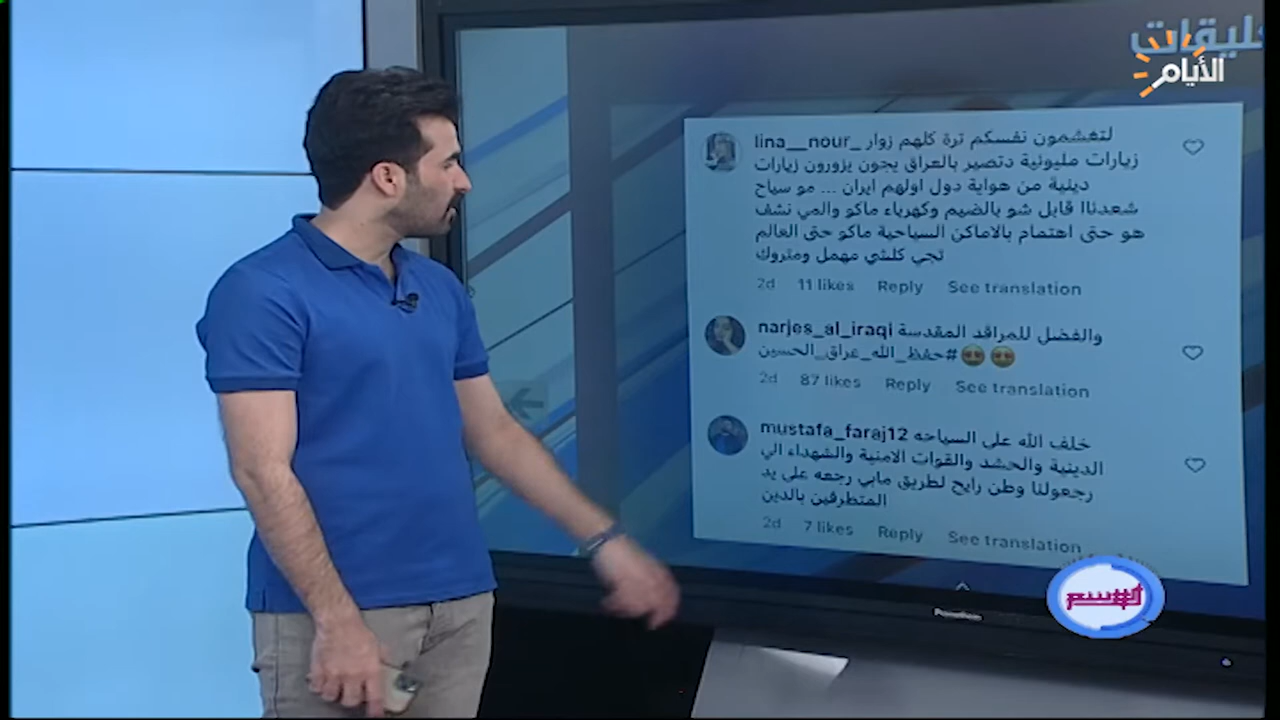 الأيام
lina__nour_ لتغشمون نفسكم ترة كلهم زوار
زيارات مليونية دتصير بالعراق يجون يزورون زيارات
دينية من هواية دول اولهم ايران ... مو سياح
شعدناا قابل شو بالضيم وكهرباء ماكو والمي نشف
هو حتى اهتمام بالاماكن السياحية ماكو حتى العالم
تجي كلشي مهمل ومتروك
2d 11 likes Reply See translation
narjes_al_iraqi والفضل للمراقد المقدسة
😍😍#حفظ_الله_عراق_الحسين
2d 87 likes Reply See translation
mustafa_faraj12 خلف الله على السياحه
الدينية والحشد والقوات الامنية والشهداء الي
رجعولنا وطن رايح لطريق مابي رجعه على يد
المتطرفين بالدين
2d 7 likes Reply See translation